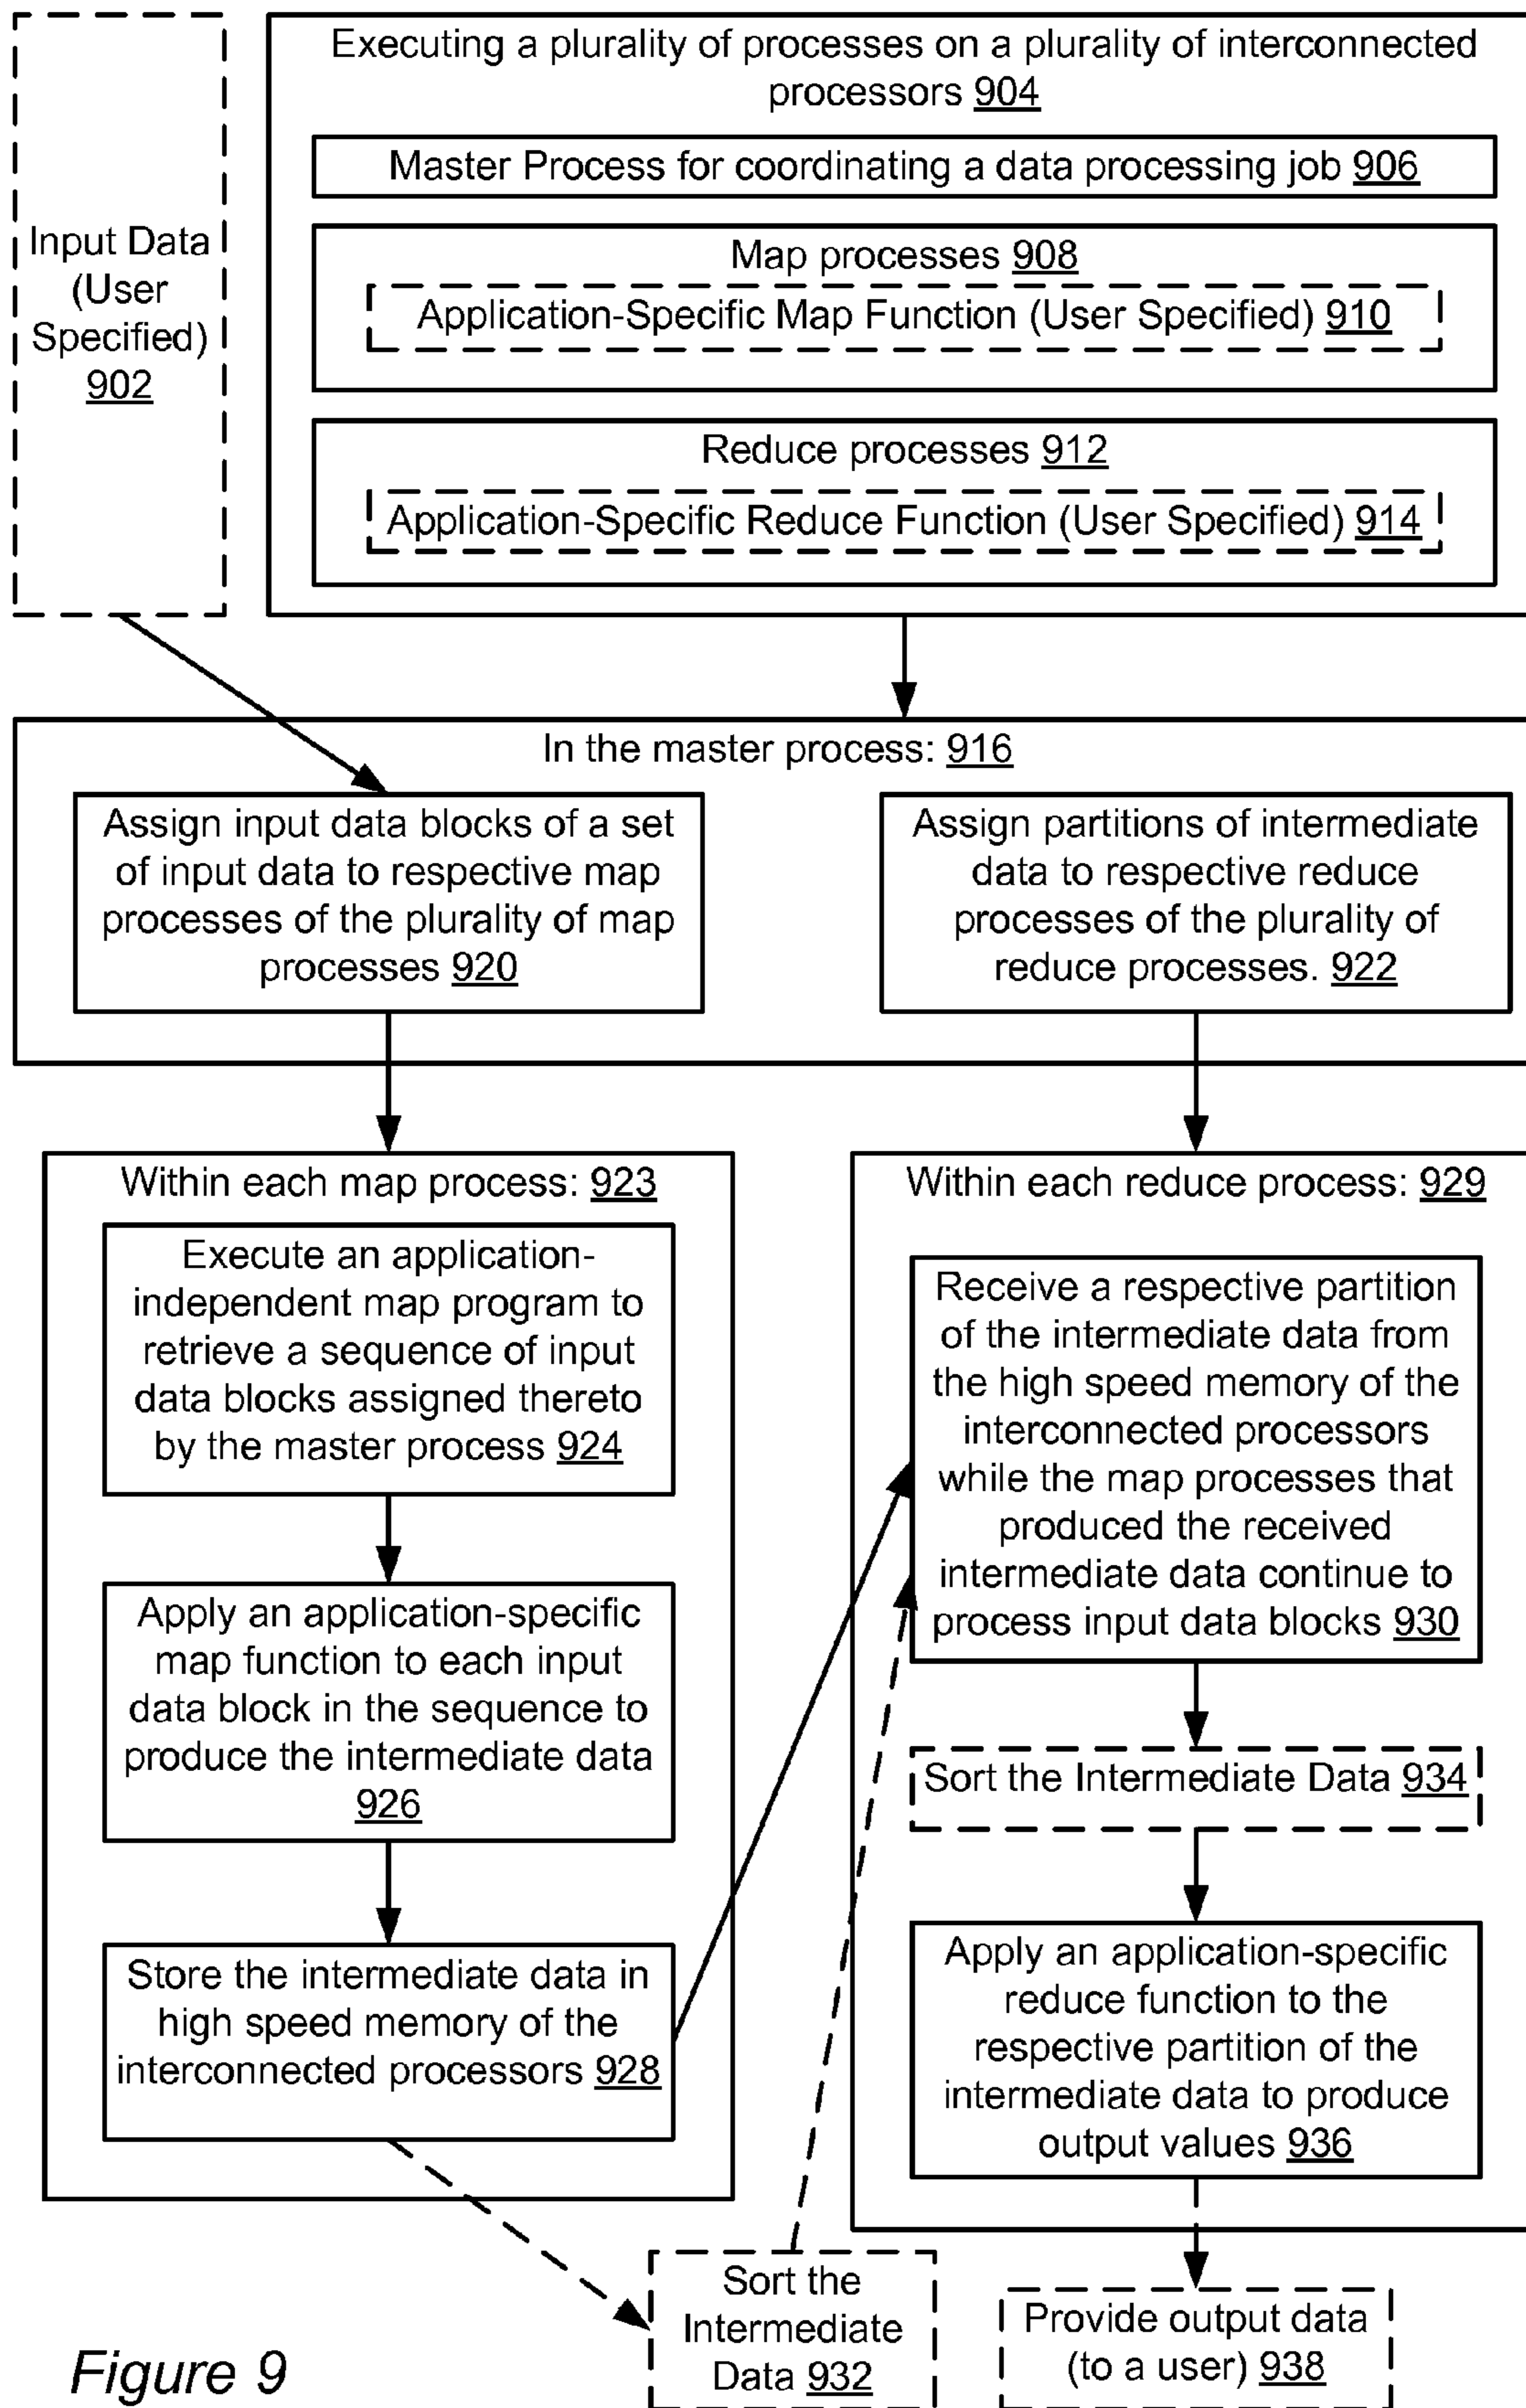 Input Data
(User
Specified)
902
Executing a plurality of processes on a plurality of interconnected
processors 904
Master Process for coordinating a data processing job 906
Map processes 908
Application-Specific Map Function (User Specified) 910
Reduce processes 912
Application-Specific Reduce Function (User Specified) 914
In the master process: 916
Assign input data blocks of a set
of input data to respective map
processes of the plurality of map
processes 920
Assign partitions of intermediate
data to respective reduce
processes of the plurality of
reduce processes. 922
Within each map process: 923
Execute an application-
independent map program to
retrieve a sequence of input
data blocks assigned thereto
by the master process 924
Apply an application-specific
map function to each input
data block in the sequence to
produce the intermediate data
926
Store the intermediate data in
high speed memory of the
interconnected processors 928
Within each reduce process: 929
Receive a respective partition
of the intermediate data from
the high speed memory of the
interconnected processors
while the map processes that
produced the received
intermediate data continue to
process input data blocks 930
Sort the Intermediate Data 934
Apply an application-specific
reduce function to the
respective partition of the
intermediate data to produce
output values 936
Sort the
Intermediate
Data 932
Provide output data
(to a user) 938
Figure 9